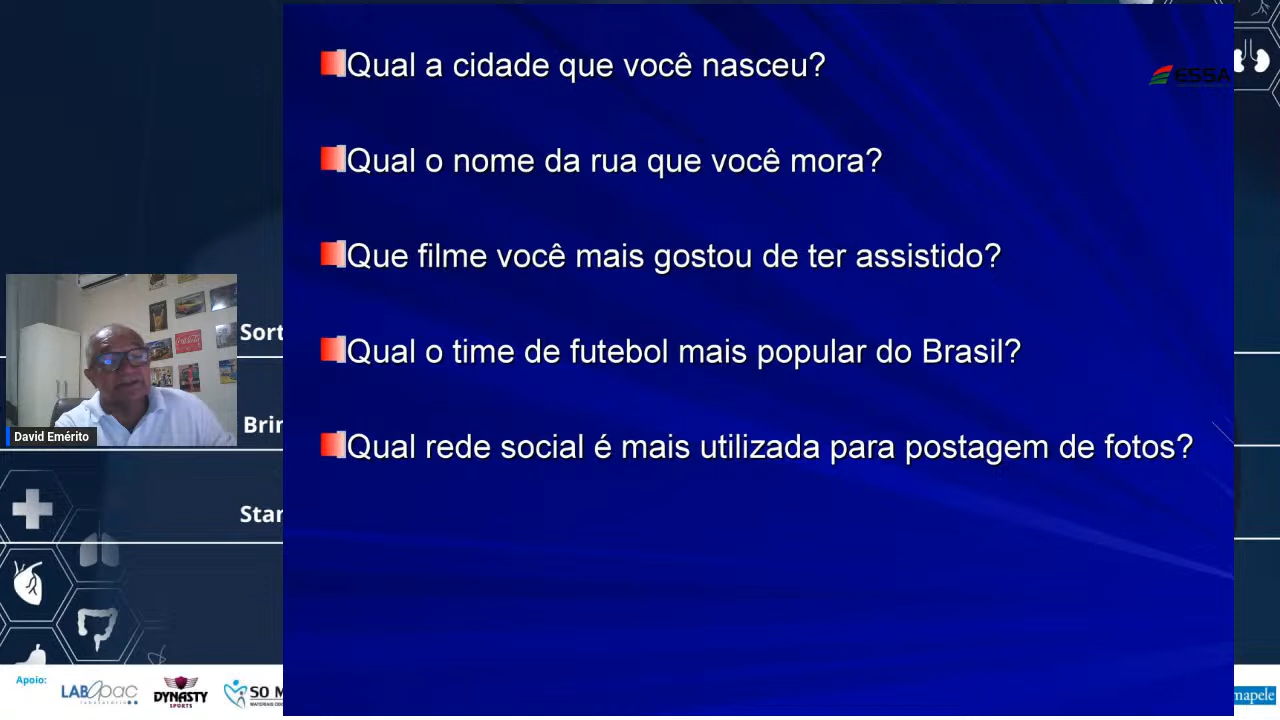 Qual a cidade que você nasceu?
ESSA
Qual o nome da rua que você mora?
Que filme você mais gostou de ter assistido?
Qual o time de futebol mais popular do Brasil?
Qual rede social é mais utilizada para postagem de fotos?
Sort
Brin
Star
David Emérito
Apoio:
LABOPAC
laboratório
DYNASTY
SPORTS
SO M
mapele